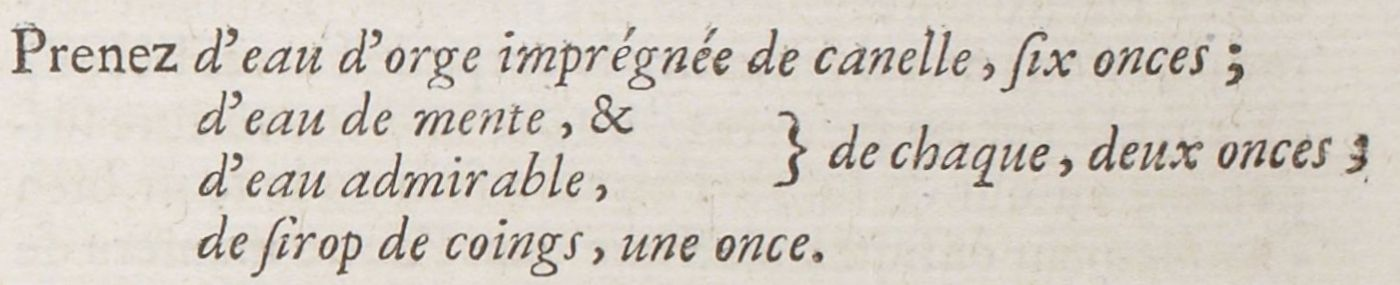 Prenez d'eau d'orge imprégnée de canelle, ſix onces;
d'eau de mente, &
} de chaque, deux onces;
d'eau admirable,
de ſirop de coings, une once.